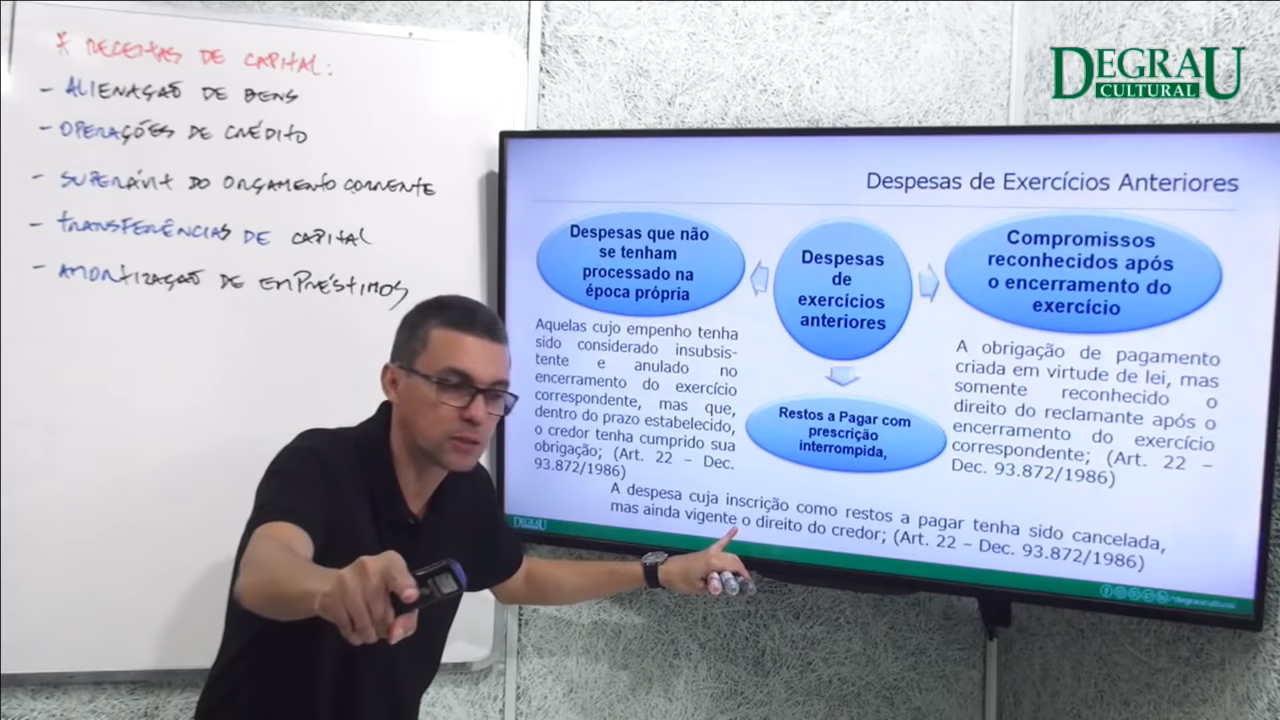 * RECEITAS DE CAPITAL:
- ALIENAÇÃO DE BENS
- OPERAÇÕES DE CRÉDITO
- SUPERÁVIT DO ORÇAMENTO CORRENTE
- TRANSFERÊNCIAS DE CAPITAL
- AMORTIZAÇÃO DE EMPRÉSTIMOS
DEGRAU
CULTURAL
Despesas de Exercícios Anteriores
Despesas que não
se tenham
processado na
época própria
Despesas
de
exercícios
anteriores
Compromissos
reconhecidos após
o encerramento do
exercício
Aquelas cujo empenho tenha
sido considerado insubsis-
tente e anulado no
encerramento do exercício
correspondente, mas que,
dentro do prazo estabelecido,
o credor tenha cumprido sua
obrigação; (Art. 22 – Dec.
93.872/1986)
Restos a Pagar com
prescrição
interrompida,
A obrigação de pagamento
criada em virtude de lei, mas
somente reconhecido o
direito do reclamante após o
encerramento do exercício
correspondente; (Art. 22 –
Dec. 93.872/1986)
A despesa cuja inscrição como restos a pagar tenha sido cancelada,
mas ainda vigente o direito do credor; (Art. 22 – Dec. 93.872/1986)
DEGRAU